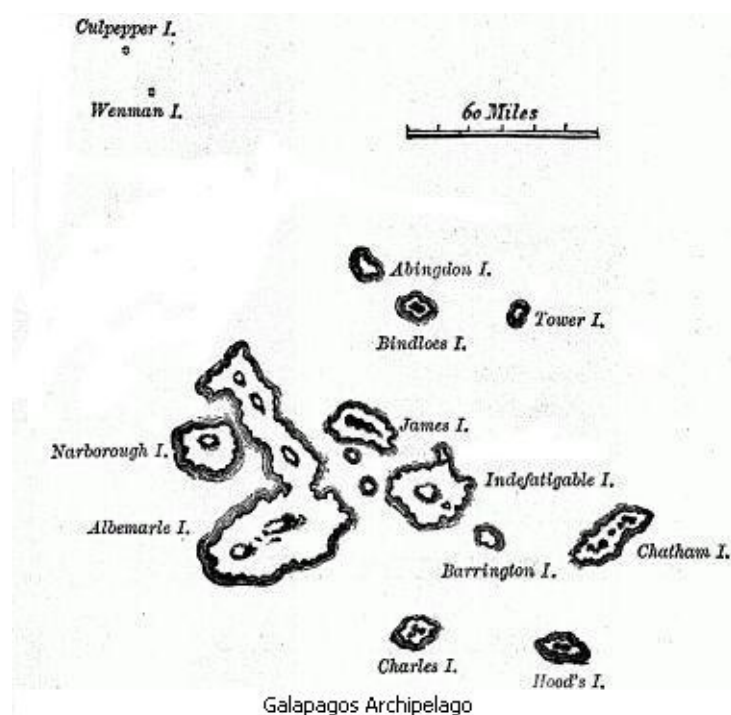 Culpepper I.
Wenman I.
60 Miles
Abingdon I.
Bindloes I.
Tower I.
James I.
Narborough I.
Indefatigable I.
Albemarle I.
Barrington I.
Chatham I.
Charles I.
Hood's I.
Galapagos Archipelago